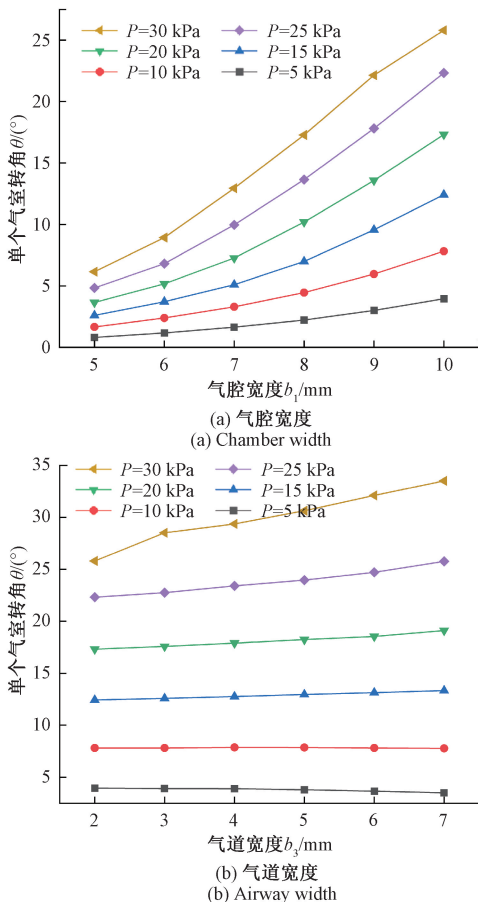 P=30 kPa P=25 kPa
P=20 kPa P=15 kPa
P=10 kPa P=5 kPa
单个气室转角θ/(°)
25
20
15
10
5
0
5 6 7 8 9 10
气腔宽度b₁/mm
(a) 气腔宽度
(a) Chamber width
P=30 kPa P=25 kPa
P=20 kPa P=15 kPa
P=10 kPa P=5 kPa
单个气室转角θ/(°)
35
30
25
20
15
10
5
2 3 4 5 6 7
气道宽度b₃/mm
(b) 气道宽度
(b) Airway width